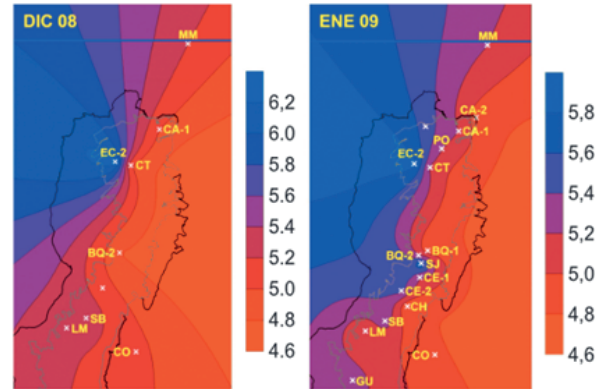 DIC 08
MM
CA-1
EC-2
CT
BQ-2
SB
LM
CO
6,2
6.0
5.8
5.6
5.4
5.2
5.0
4.8
4.6
ENE 09
MM
CA-2
CA-1
PO
EC-2
CT
BQ-1
BQ-2
SJ
CE-1
CE-2
CH
SB
LM
CO
GU
5,8
5,6
5,4
5,2
5,0
4,8
4,6